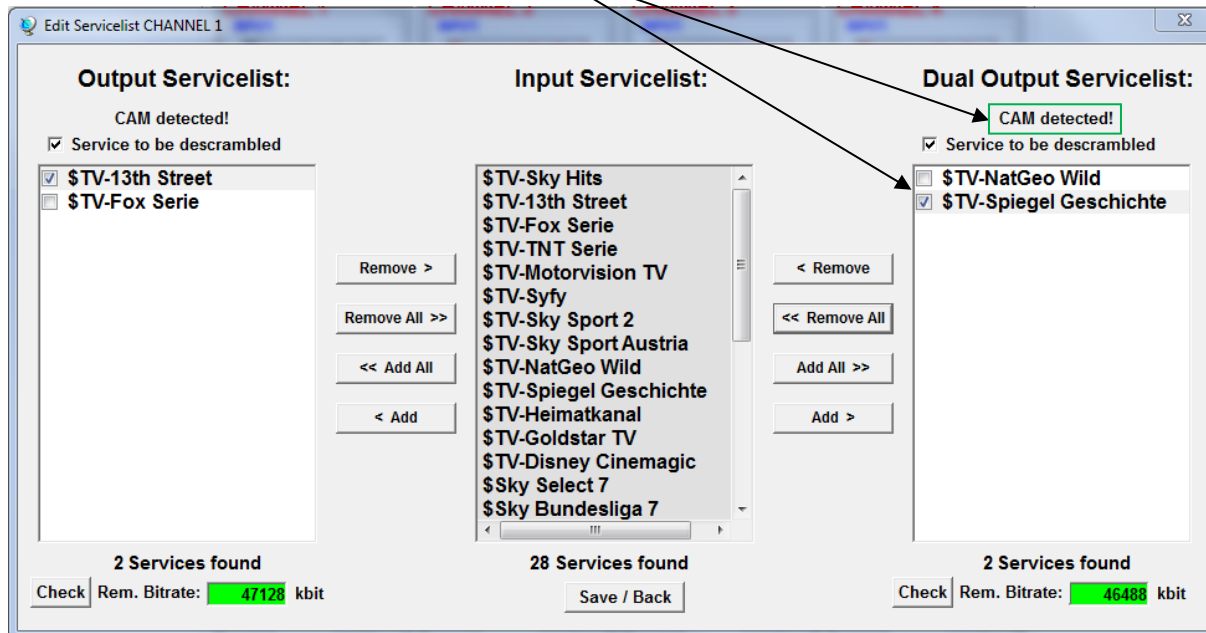 Edit Servicelist CHANNEL 1
Output Servicelist:
CAM detected!
Service to be descrambled
$TV-13th Street
$TV-Fox Serie
2 Services found
Check Rem. Bitrate: 47128 kbit
Remove >
Remove All >>
<< Add All
< Add
Input Servicelist:
$TV-Sky Hits
$TV-13th Street
$TV-Fox Serie
$TV-TNT Serie
$TV-Motorvision TV
$TV-Syfy
$TV-Sky Sport 2
$TV-Sky Sport Austria
$TV-NatGeo Wild
$TV-Spiegel Geschichte
$TV-Heimatkanal
$TV-Goldstar TV
$TV-Disney Cinemagic
$Sky Select 7
$Sky Bundesliga 7
28 Services found
Save / Back
< Remove
<< Remove All
Add All >>
Add >
Dual Output Servicelist:
CAM detected!
Service to be descrambled
$TV-NatGeo Wild
$TV-Spiegel Geschichte
2 Services found
Check Rem. Bitrate: 46488 kbit